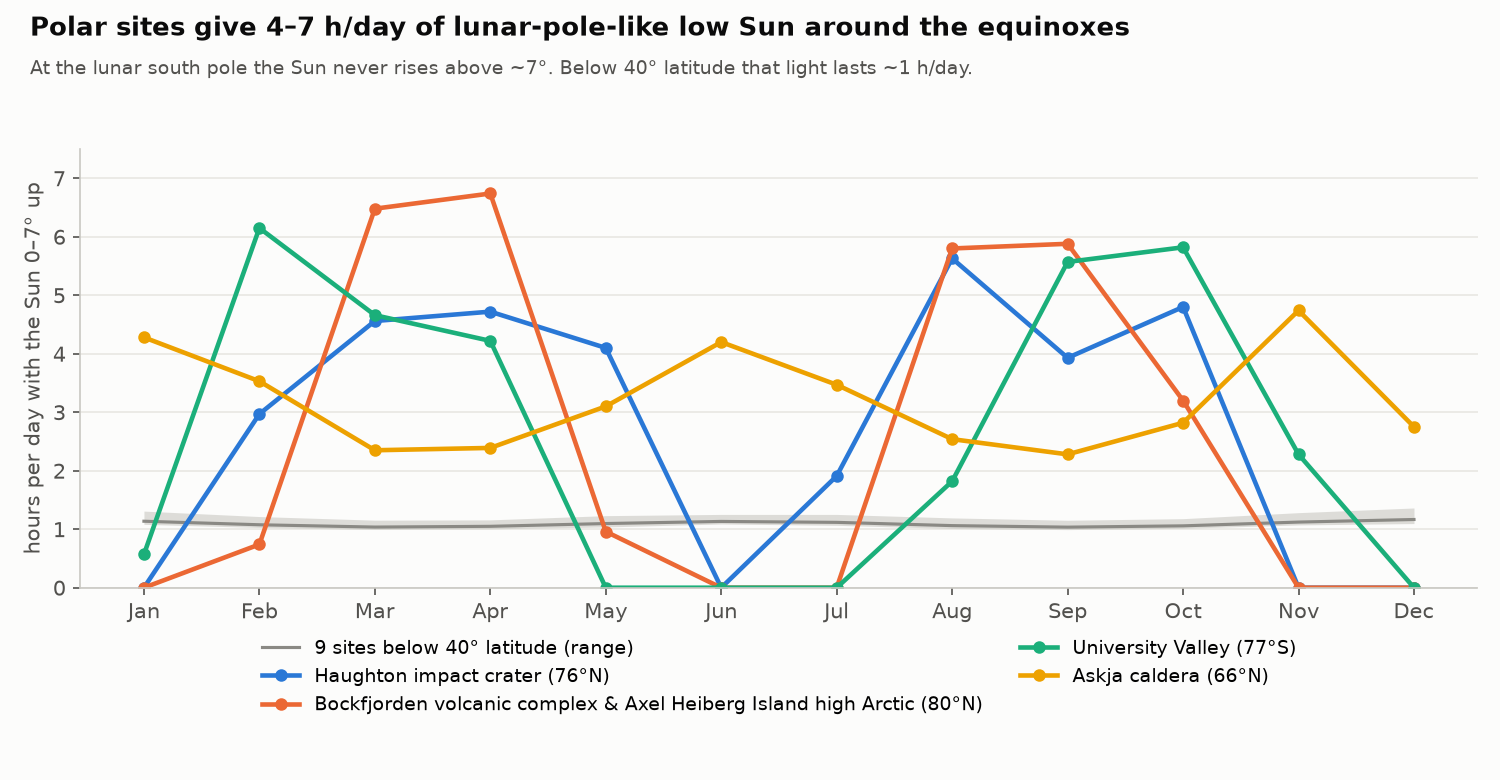 Polar sites give 4–7 h/day of lunar-pole-like low Sun around the equinoxes
At the lunar south pole the Sun never rises above ~7°. Below 40° latitude that light lasts ~1 h/day.
hours per day with the Sun 0–7° up
7
6
5
4
3
2
1
0
Jan Feb Mar Apr May Jun Jul Aug Sep Oct Nov Dec
9 sites below 40° latitude (range)
Haughton impact crater (76°N)
Bockfjorden volcanic complex & Axel Heiberg Island high Arctic (80°N)
University Valley (77°S)
Askja caldera (66°N)